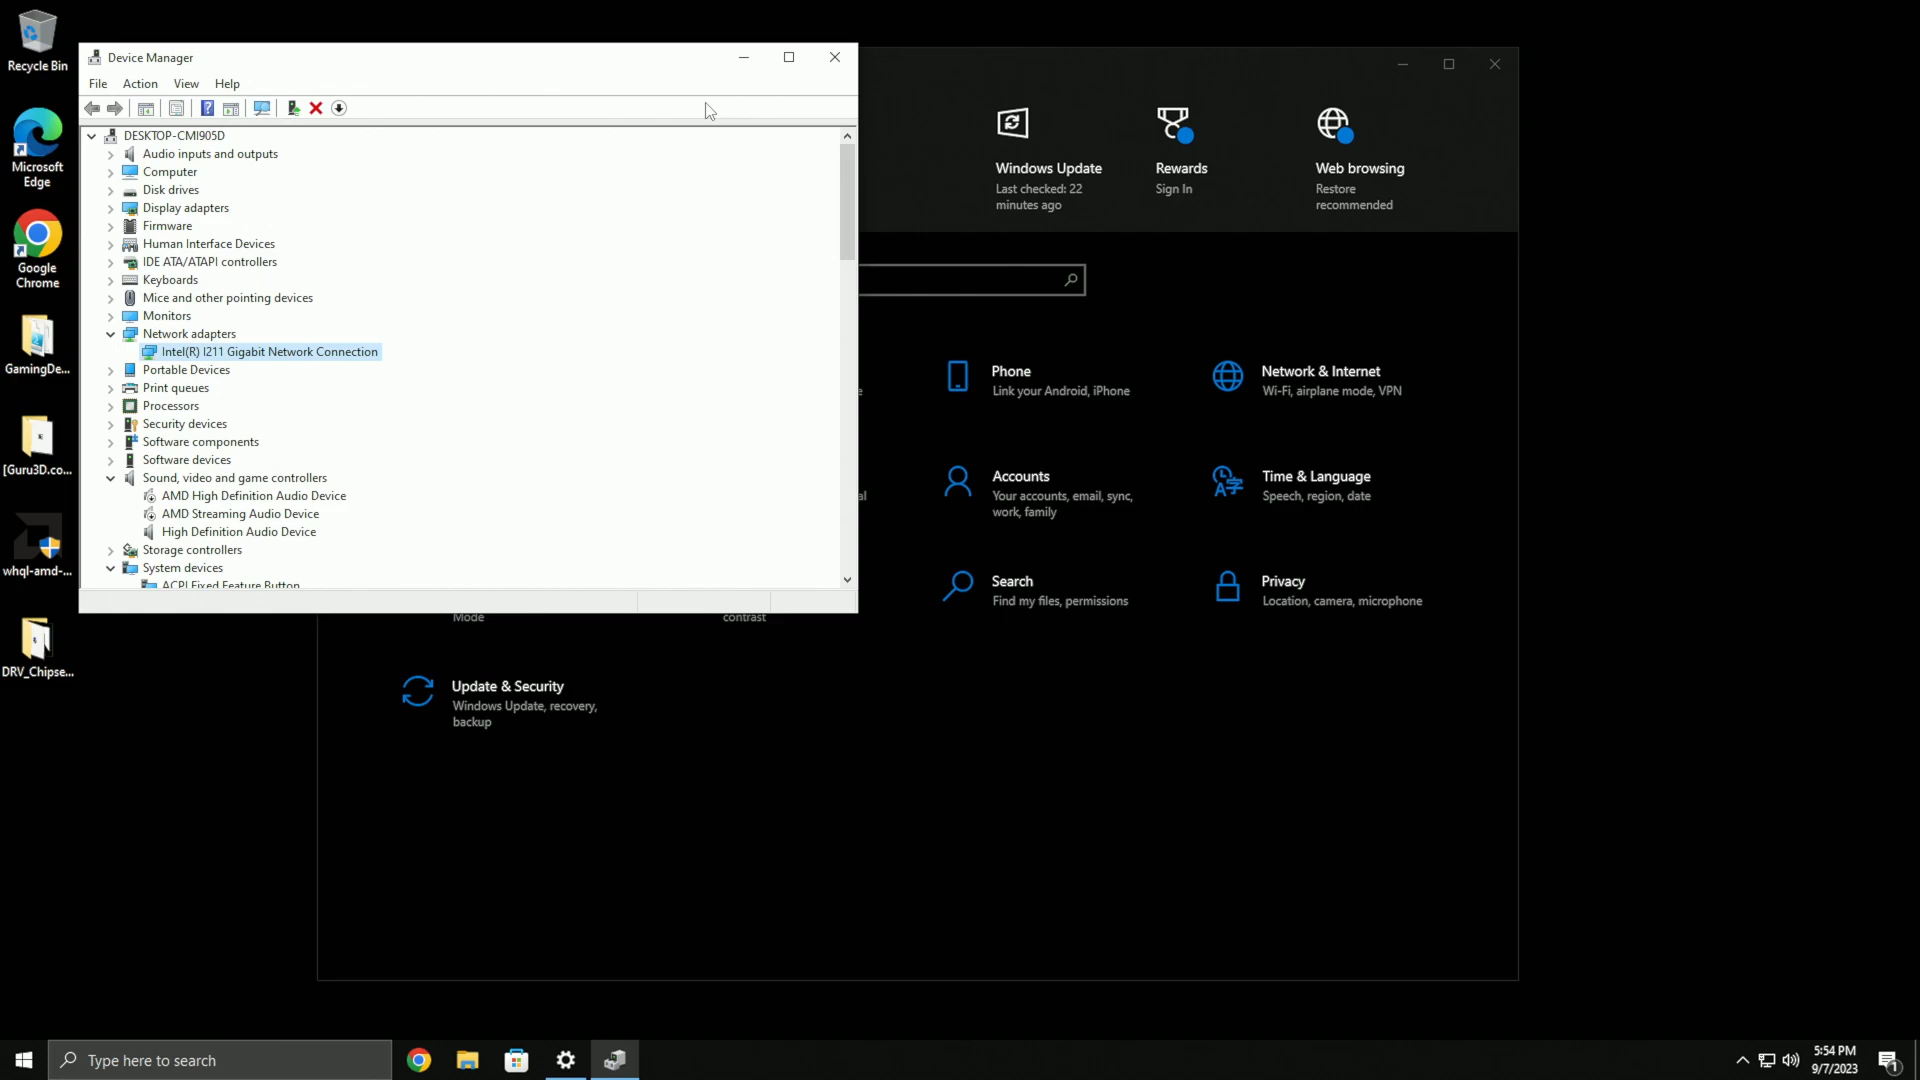 Recycle Bin
Microsoft
Edge
Google
Chrome
GamingDe...
[Guru3D.co...
whql-amd-...
DRV_Chipse...
Device Manager
File Action View Help
DESKTOP-CMI905D
Audio inputs and outputs
Computer
Disk drives
Display adapters
Firmware
Human Interface Devices
IDE ATA/ATAPI controllers
Keyboards
Mice and other pointing devices
Monitors
Network adapters
Intel(R) I211 Gigabit Network Connection
Portable Devices
Print queues
Processors
Security devices
Software components
Software devices
Sound, video and game controllers
AMD High Definition Audio Device
AMD Streaming Audio Device
High Definition Audio Device
Storage controllers
System devices
ACPI Fixed Feature Button
Windows Update
Last checked: 22
minutes ago
Rewards
Sign In
Web browsing
Restore
recommended
Phone
Link your Android, iPhone
Network & Internet
Wi-Fi, airplane mode, VPN
Accounts
Your accounts, email, sync,
work, family
Time & Language
Speech, region, date
Search
Find my files, permissions
Privacy
Location, camera, microphone
Mode
contrast
Update & Security
Windows Update, recovery,
backup
Type here to search
5:54 PM
9/7/2023
1